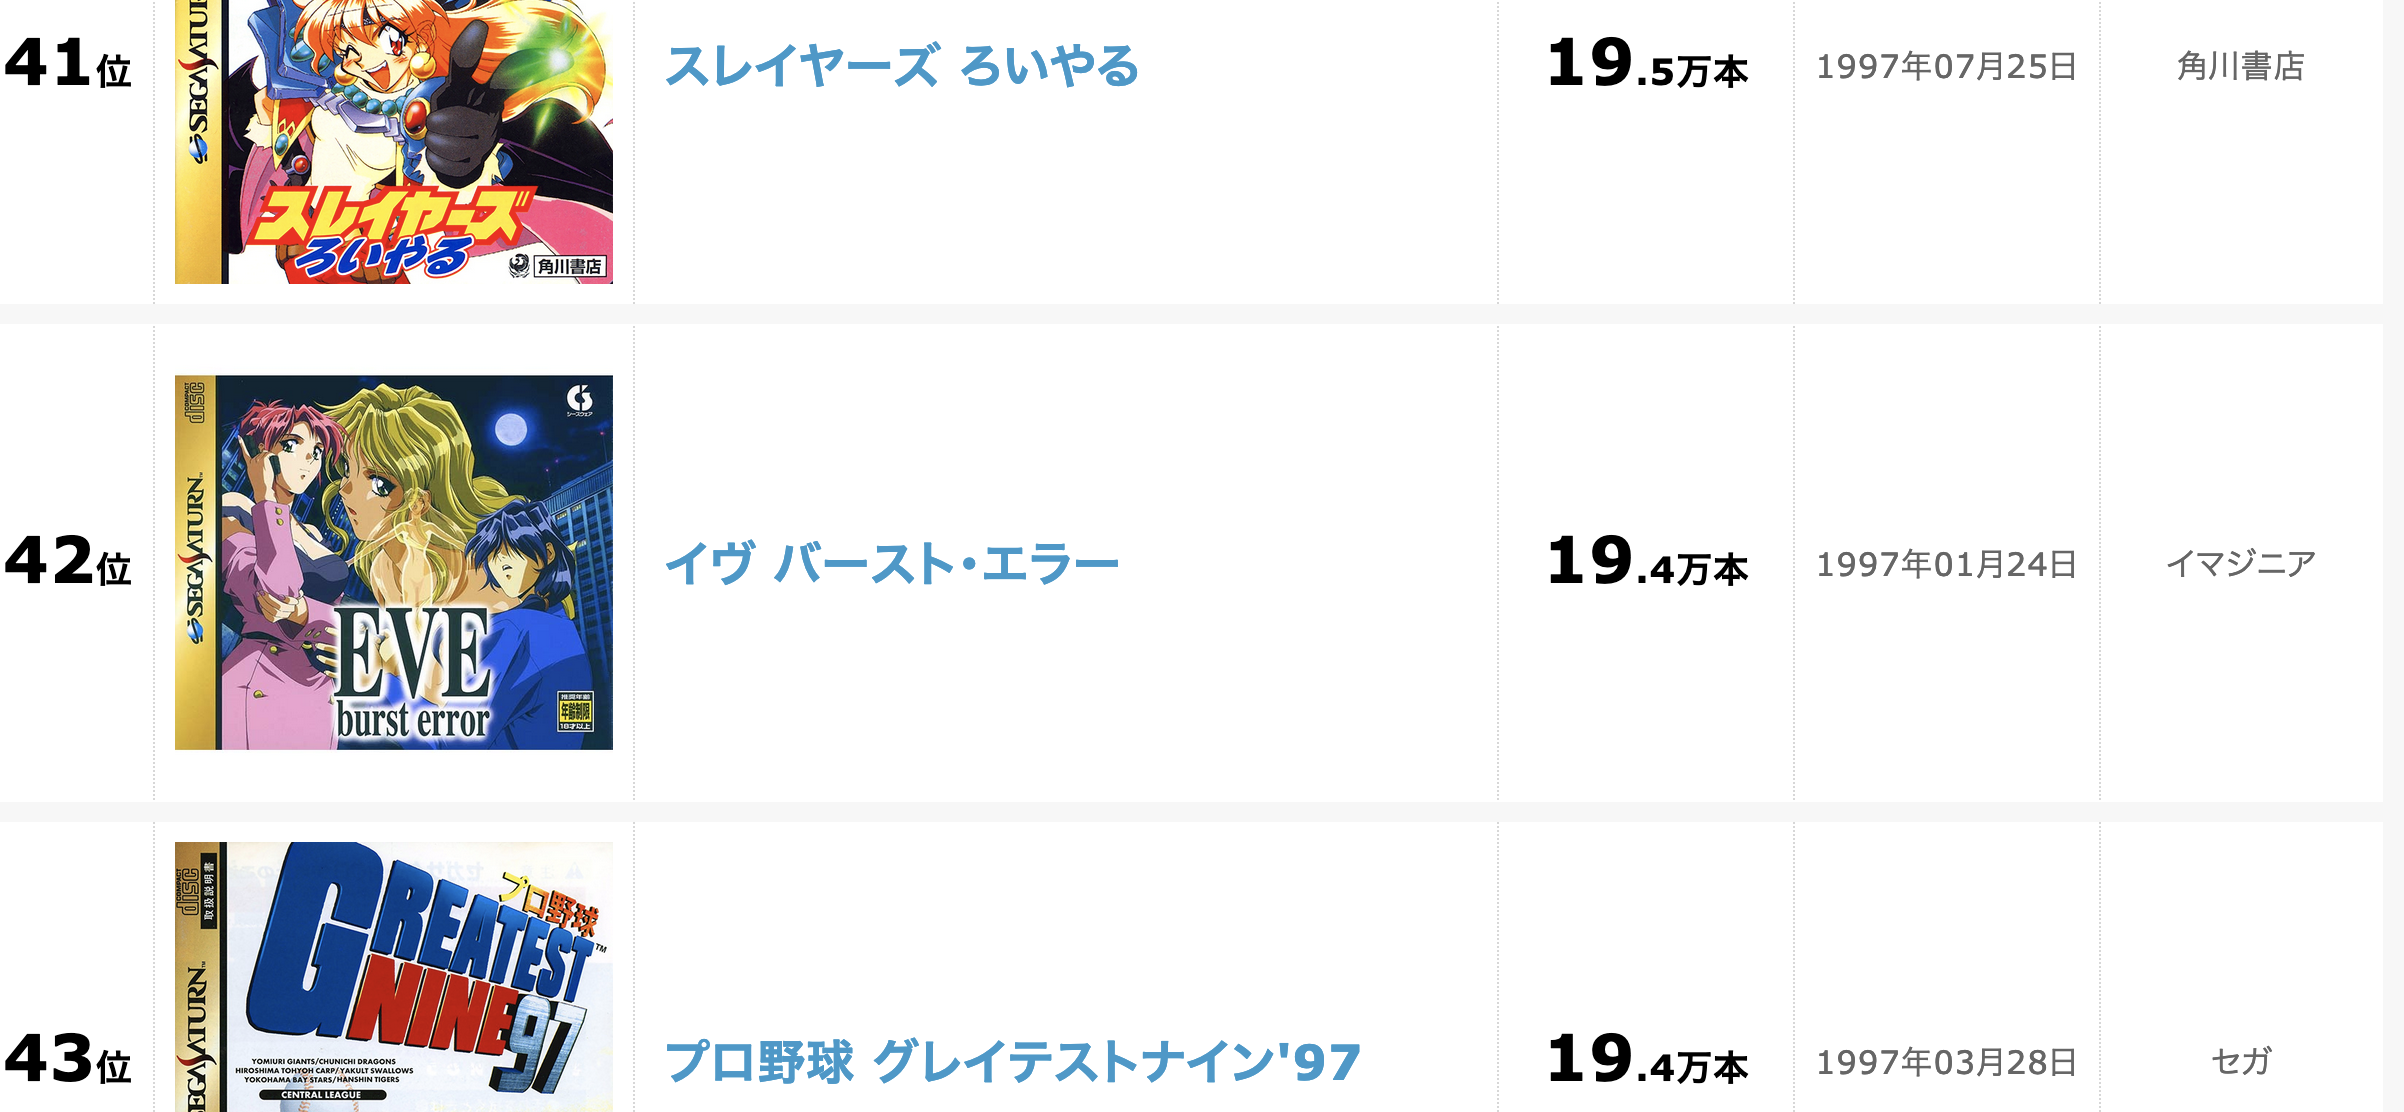 41位
SEGA SATUR
スレイヤーズ
ろいやる
角川書店
スレイヤーズ ろいやる
19.5万本
1997年07月25日
角川書店
42位
COMPACT disc
SEGA SATURN
シーズウェア
EVE
burst error
推奨年齢
年齢制限
18才以上
イヴ バースト・エラー
19.4万本
1997年01月24日
イマジニア
43位
COMPACT disc
取扱説明書
SEGA SATURN
プロ野球
GREATEST
NINE 97
YOMIURI GIANTS/CHUNICHI DRAGONS
HIROSHIMA TOHYOH CARP/YAKULT SWALLOWS
YOKOHAMA BAY STARS/HANSHIN TIGERS
CENTRAL LEAGUE
プロ野球 グレイテストナイン'97
19.4万本
1997年03月28日
セガ